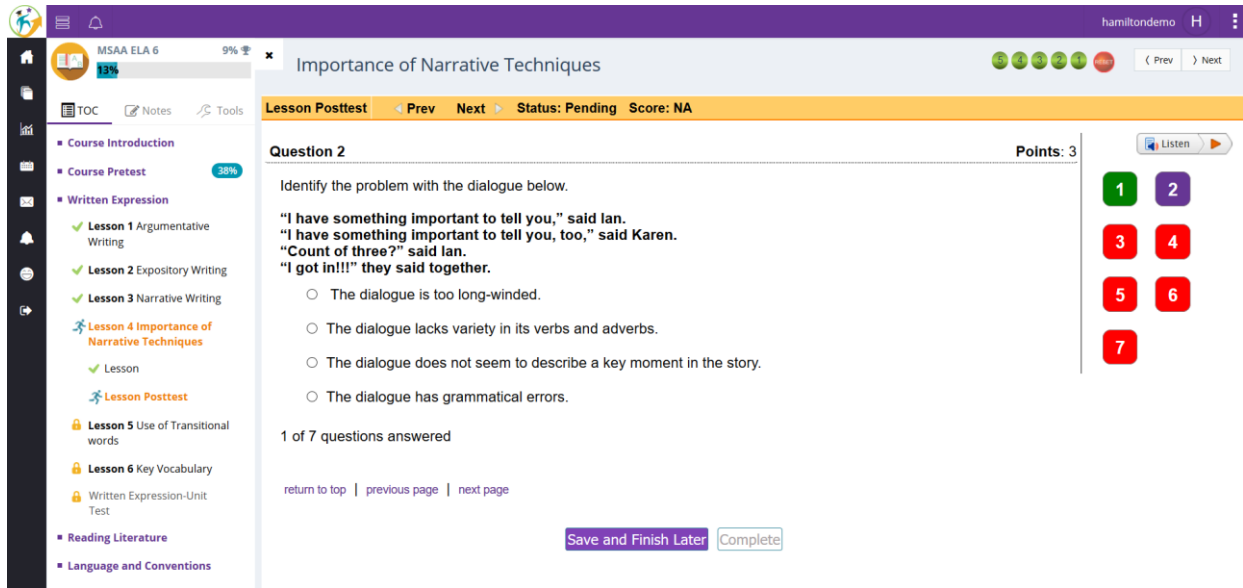 hamiltondemo H
MSAA ELA 6 9%
13%
TOC Notes Tools
Course Introduction
Course Pretest 38%
Written Expression
Lesson 1 Argumentative
Writing
Lesson 2 Expository Writing
Lesson 3 Narrative Writing
Lesson 4 Importance of
Narrative Techniques
Lesson
Lesson Posttest
Lesson 5 Use of Transitional
words
Lesson 6 Key Vocabulary
Written Expression-Unit
Test
Reading Literature
Language and Conventions
Importance of Narrative Techniques
5 4 3 2 1 RESET
Prev Next
Lesson Posttest Prev Next Status: Pending Score: NA
Question 2 Points: 3
Identify the problem with the dialogue below.
“I have something important to tell you,” said Ian.
“I have something important to tell you, too,” said Karen.
“Count of three?” said Ian.
“I got in!!!” they said together.
The dialogue is too long-winded.
The dialogue lacks variety in its verbs and adverbs.
The dialogue does not seem to describe a key moment in the story.
The dialogue has grammatical errors.
1 of 7 questions answered
return to top | previous page | next page
Save and Finish Later Complete
Listen
1 2
3 4
5 6
7